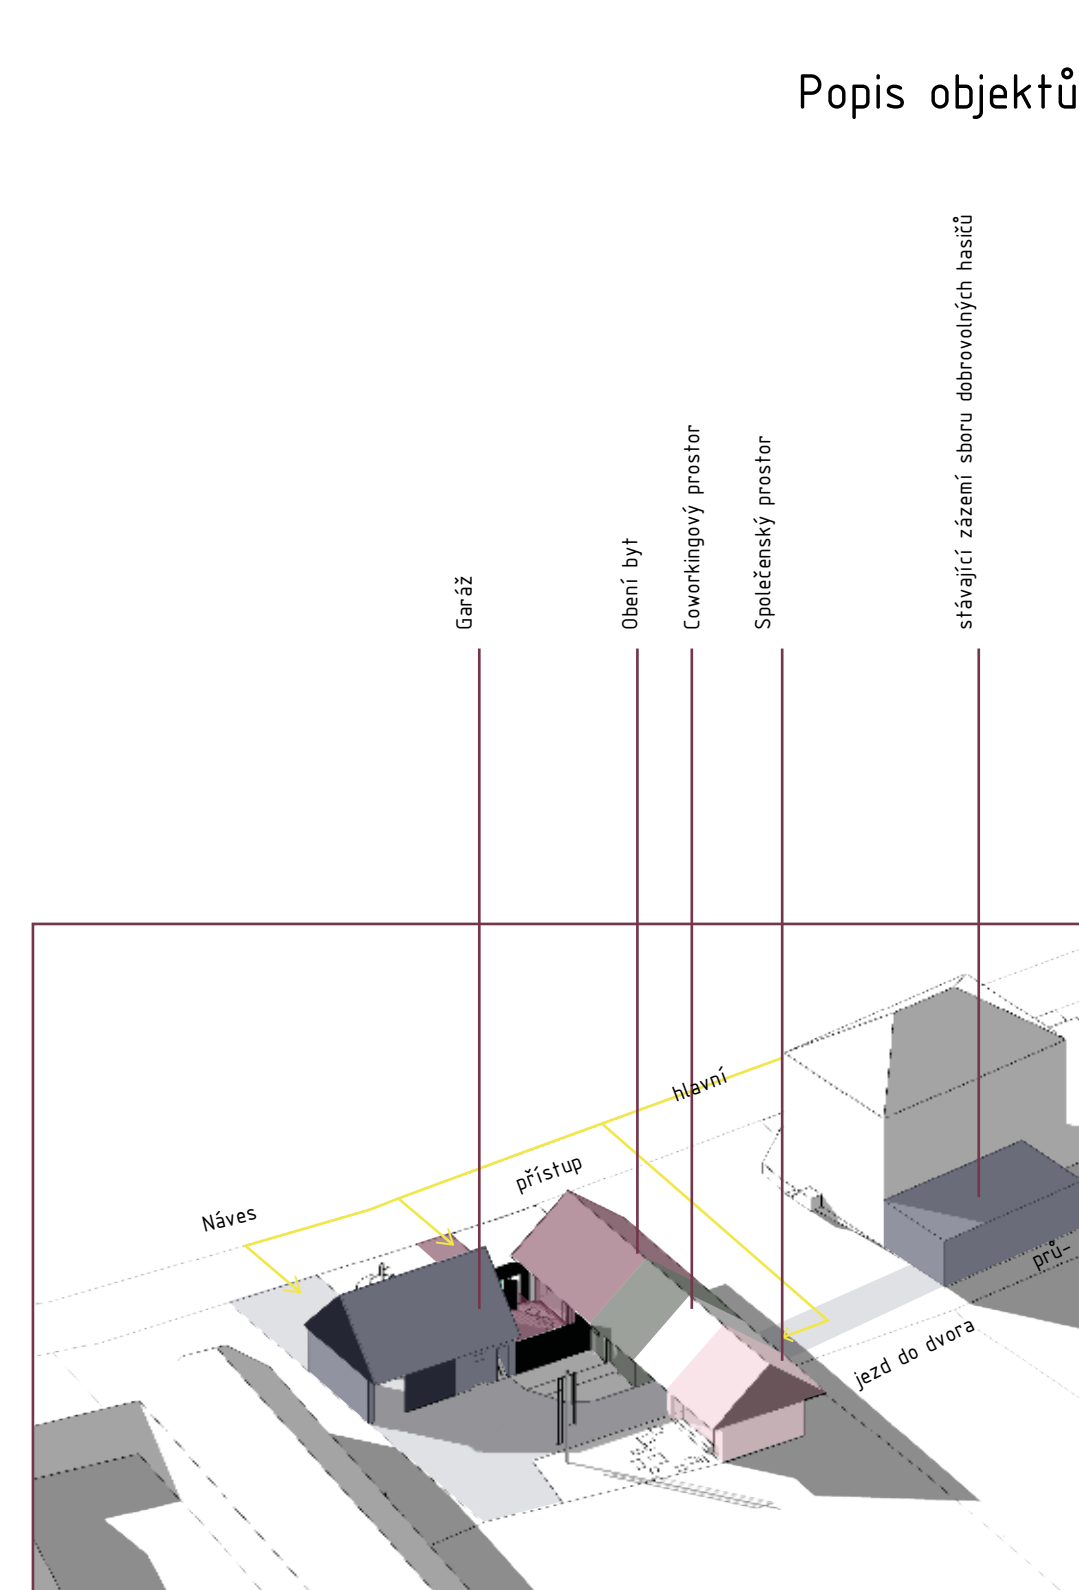 Popis objektů
Garáž
Obení byt
Coworkingový prostor
Společenský prostor
stávající zázemí sboru dobrovolných hasičů
hlavní
přístup
Náves
prů-
jezd do dvora